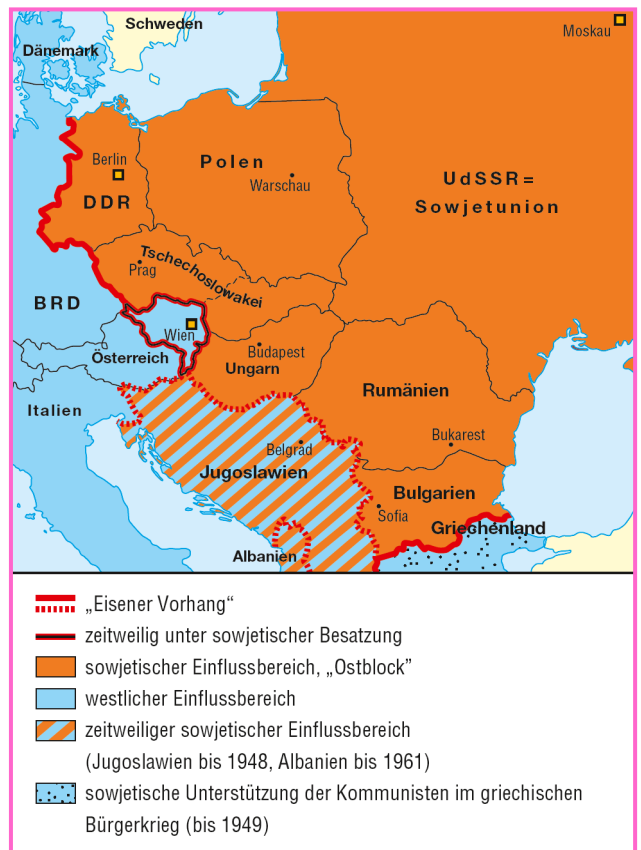 Schweden
Moskau
Dänemark
Berlin
Polen
Warschau
UdSSR=
Sowjetunion
DDR
Tschechoslowakei
Prag
BRD
Wien
Österreich
Budapest
Ungarn
Rumänien
Italien
Bukarest
Belgrad
Jugoslawien
Bulgarien
Sofia
Griechenland
Albanien
„Eisener Vorhang“
zeitweilig unter sowjetischer Besatzung
sowjetischer Einflussbereich, „Ostblock”
westlicher Einflussbereich
zeitweiliger sowjetischer Einflussbereich
(Jugoslawien bis 1948, Albanien bis 1961)
sowjetische Unterstützung der Kommunisten im griechischen
Bürgerkrieg (bis 1949)